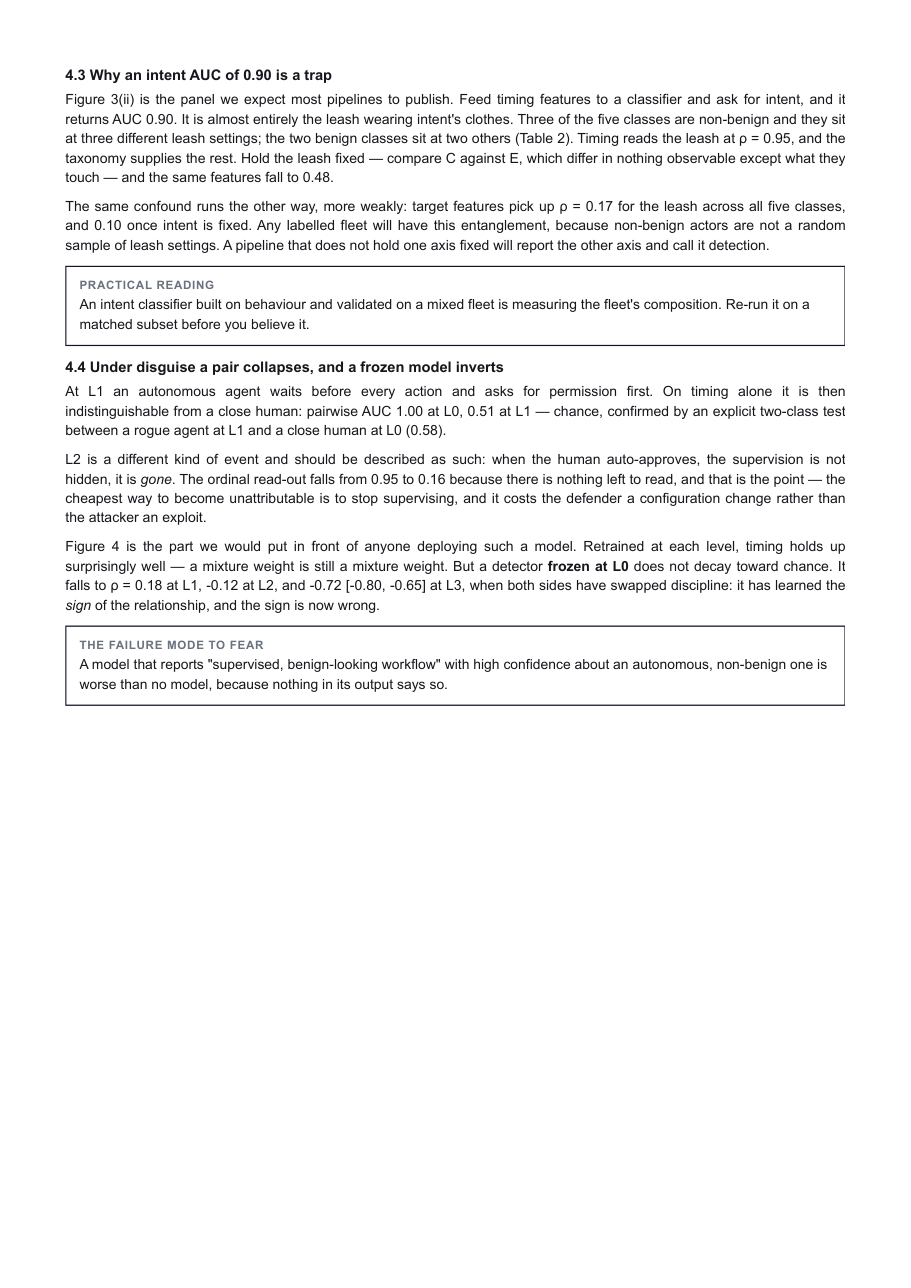 4.3 Why an intent AUC of 0.90 is a trap
Figure 3(ii) is the panel we expect most pipelines to publish. Feed timing features to a classifier and ask for intent, and it
returns AUC 0.90. It is almost entirely the leash wearing intent's clothes. Three of the five classes are non-benign and they sit
at three different leash settings; the two benign classes sit at two others (Table 2). Timing reads the leash at ρ = 0.95, and the
taxonomy supplies the rest. Hold the leash fixed — compare C against E, which differ in nothing observable except what they
touch — and the same features fall to 0.48.
The same confound runs the other way, more weakly: target features pick up ρ = 0.17 for the leash across all five classes,
and 0.10 once intent is fixed. Any labelled fleet will have this entanglement, because non-benign actors are not a random
sample of leash settings. A pipeline that does not hold one axis fixed will report the other axis and call it detection.
PRACTICAL READING
An intent classifier built on behaviour and validated on a mixed fleet is measuring the fleet's composition. Re-run it on a
matched subset before you believe it.
4.4 Under disguise a pair collapses, and a frozen model inverts
At L1 an autonomous agent waits before every action and asks for permission first. On timing alone it is then
indistinguishable from a close human: pairwise AUC 1.00 at L0, 0.51 at L1 — chance, confirmed by an explicit two-class test
between a rogue agent at L1 and a close human at L0 (0.58).
L2 is a different kind of event and should be described as such: when the human auto-approves, the supervision is not
hidden, it is gone. The ordinal read-out falls from 0.95 to 0.16 because there is nothing left to read, and that is the point — the
cheapest way to become unattributable is to stop supervising, and it costs the defender a configuration change rather than
the attacker an exploit.
Figure 4 is the part we would put in front of anyone deploying such a model. Retrained at each level, timing holds up
surprisingly well — a mixture weight is still a mixture weight. But a detector frozen at L0 does not decay toward chance. It
falls to ρ = 0.18 at L1, -0.12 at L2, and -0.72 [-0.80, -0.65] at L3, when both sides have swapped discipline: it has learned the
sign of the relationship, and the sign is now wrong.
THE FAILURE MODE TO FEAR
A model that reports "supervised, benign-looking workflow" with high confidence about an autonomous, non-benign one is
worse than no model, because nothing in its output says so.